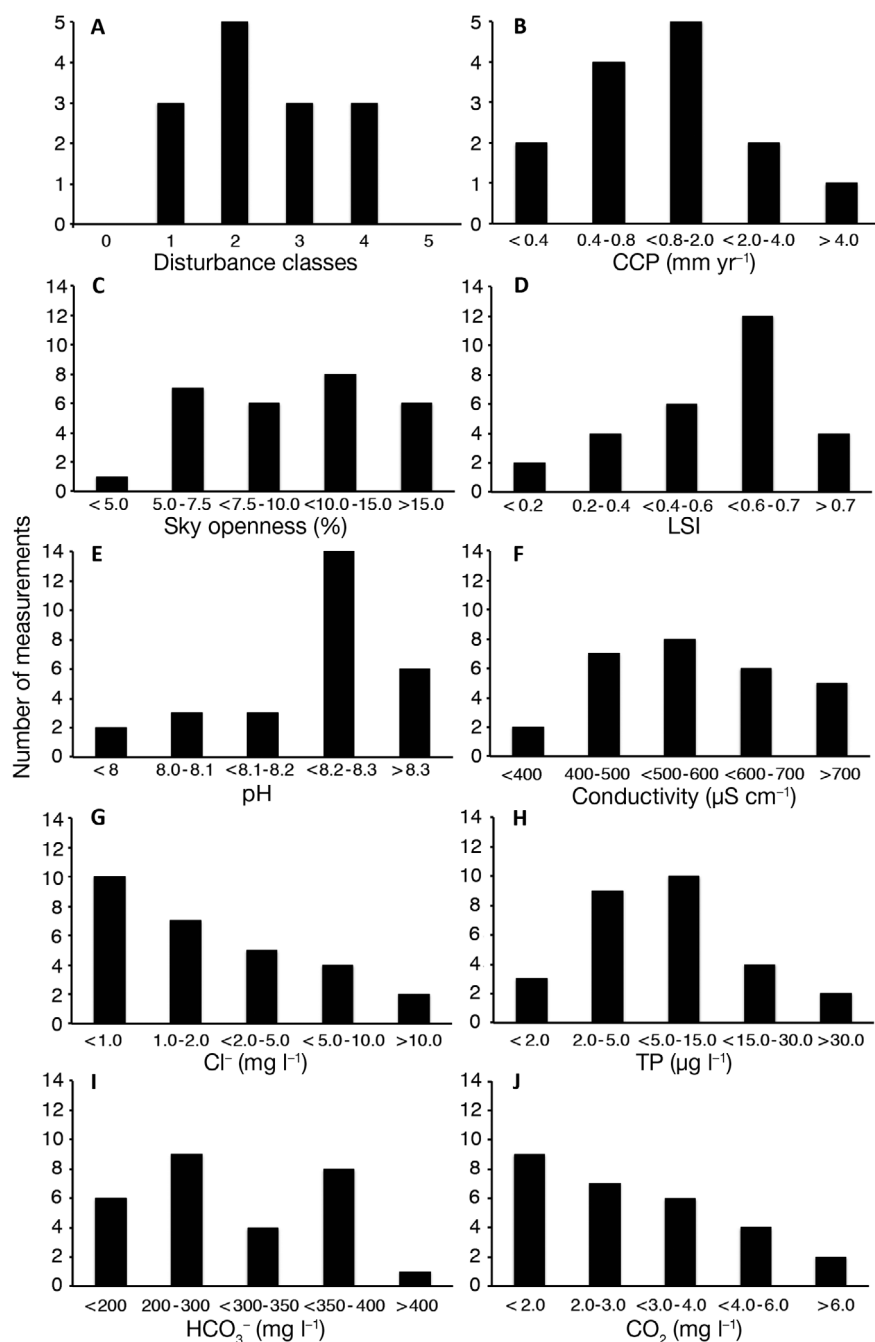 A
5
4
3
2
1
0
0 1 2 3 4 5
Disturbance classes
B
5
4
3
2
1
0
< 0.4 0.4 - 0.8 <0.8-2.0 < 2.0-4.0 > 4.0
CCP (mm yr⁻¹)
C
14
12
10
8
6
4
2
0
< 5.0 5.0 - 7.5 <7.5 - 10.0 <10.0 -15.0 >15.0
Sky openness (%)
D
14
12
10
8
6
4
2
0
< 0.2 0.2-0.4 <0.4-0.6 <0.6-0.7 > 0.7
LSI
Number of measurements
E
14
12
10
8
6
4
2
0
< 8 8.0-8.1 <8.1-8.2 <8.2-8.3 >8.3
pH
F
14
12
10
8
6
4
2
0
<400 400-500 <500-600 <600-700 >700
Conductivity (µS cm⁻¹)
G
14
12
10
8
6
4
2
0
<1.0 1.0-2.0 <2.0-5.0 < 5.0-10.0 >10.0
Cl⁻ (mg l⁻¹)
H
14
12
10
8
6
4
2
0
< 2.0 2.0-5.0 <5.0-15.0 <15.0-30.0 >30.0
TP (µg l⁻¹)
I
14
12
10
8
6
4
2
0
<200 200-300 <300-350 <350-400 >400
HCO₃⁻ (mg l⁻¹)
J
14
12
10
8
6
4
2
0
< 2.0 2.0-3.0 <3.0-4.0 <4.0-6.0 >6.0
CO₂ (mg l⁻¹)